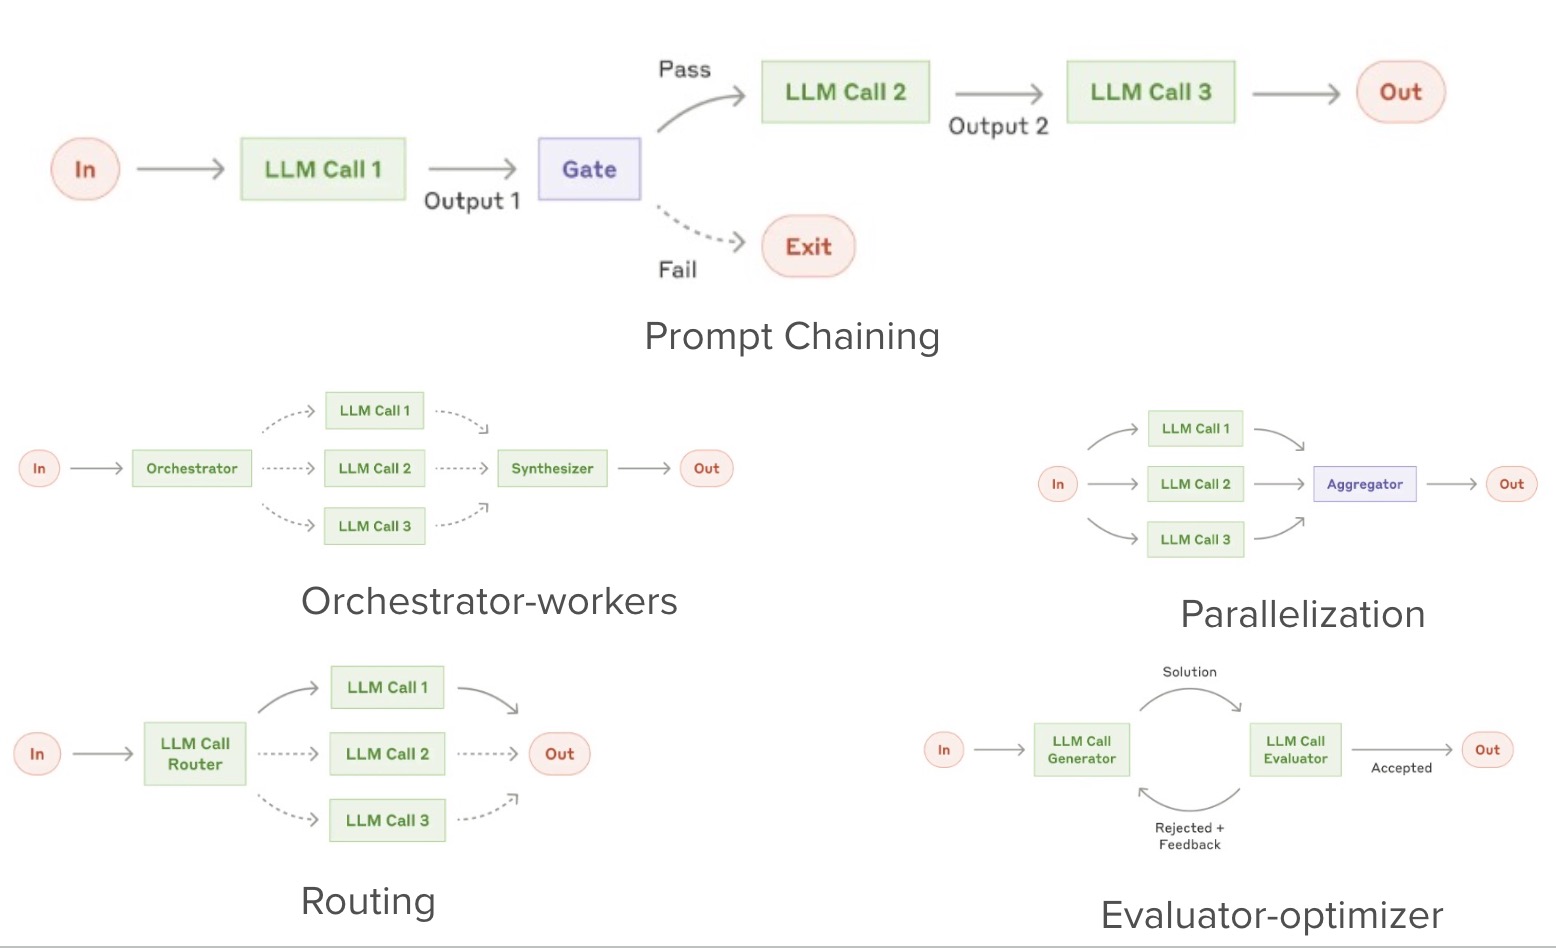 Pass
LLM Call 2
LLM Call 3
Out
Output 2
In
LLM Call 1
Gate
Output 1
Exit
Fail
Prompt Chaining
LLM Call 1
In
Orchestrator
LLM Call 2
Synthesizer
Out
LLM Call 3
Orchestrator-workers
LLM Call 1
In
LLM Call 2
Aggregator
Out
LLM Call 3
Parallelization
LLM Call 1
In
LLM Call
Router
LLM Call 2
Out
LLM Call 3
Routing
Solution
In
LLM Call
Generator
LLM Call
Evaluator
Out
Accepted
Rejected +
Feedback
Evaluator-optimizer